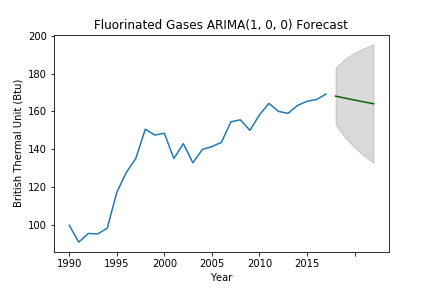 Fluorinated Gases ARIMA(1, 0, 0) Forecast
British Thermal Unit (Btu)
200
180
160
140
120
100
1990 1995 2000 2005 2010 2015
Year